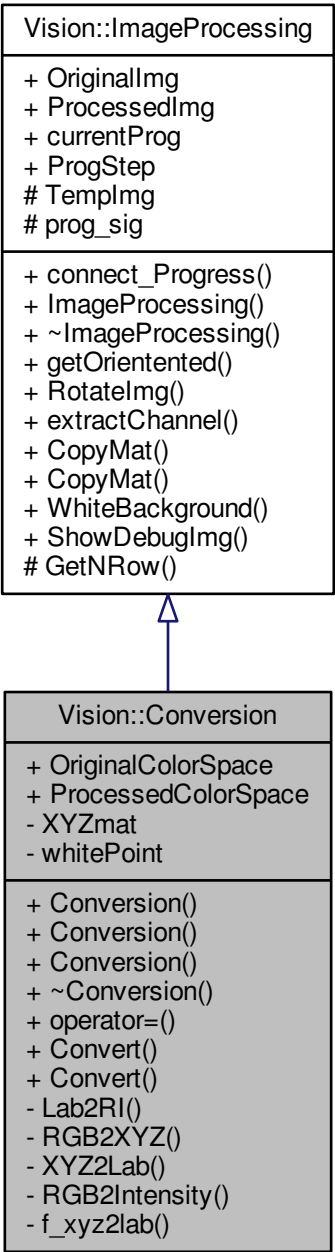 Vision::ImageProcessing
+ OriginalImg
+ ProcessedImg
+ currentProg
+ ProgStep
# TempImg
# prog_sig
+ connect_Progress()
+ ImageProcessing()
+ ~ImageProcessing()
+ getOrientented()
+ RotateImg()
+ extractChannel()
+ CopyMat()
+ CopyMat()
+ WhiteBackground()
+ ShowDebugImg()
# GetNRow()
Vision::Conversion
+ OriginalColorSpace
+ ProcessedColorSpace
- XYZmat
- whitePoint
+ Conversion()
+ Conversion()
+ Conversion()
+ ~Conversion()
+ operator=()
+ Convert()
+ Convert()
- Lab2RI()
- RGB2XYZ()
- XYZ2Lab()
- RGB2Intensity()
- f_xyz2lab()